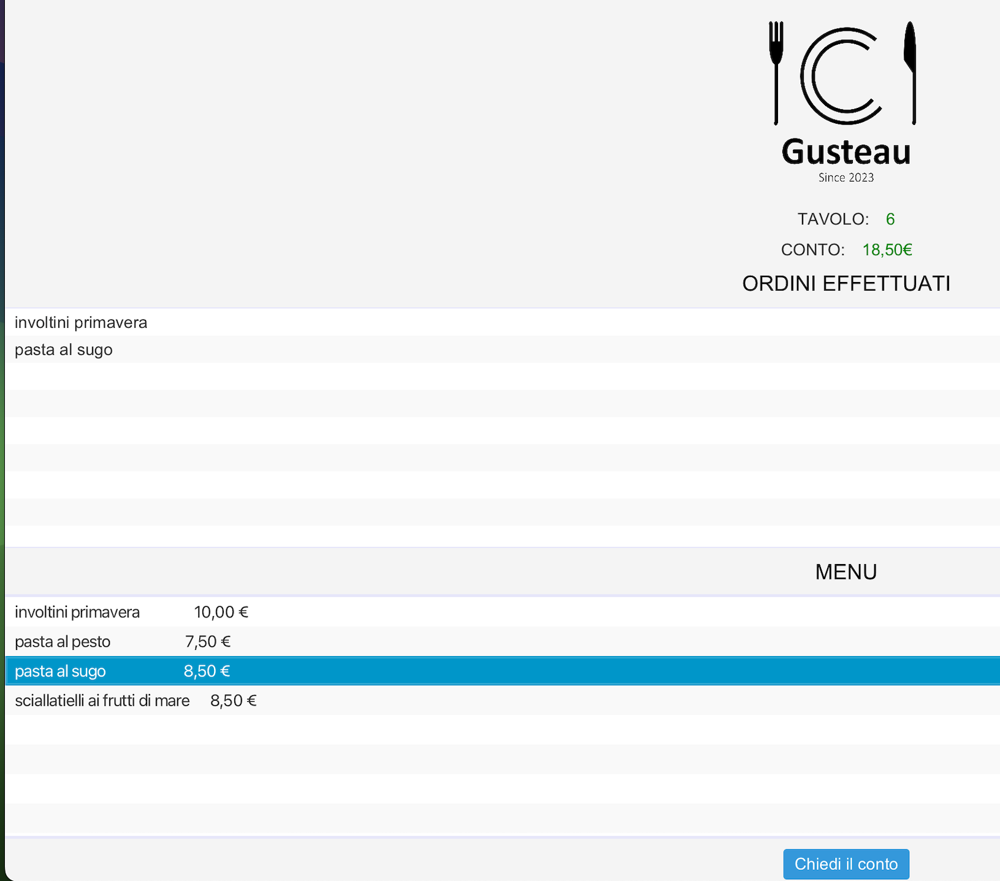 Gusteau
Since 2023
TAVOLO: 6
CONTO: 18,50€
ORDINI EFFETTUATI
involtini primavera
pasta al sugo
MENU
involtini primavera 10,00 €
pasta al pesto 7,50 €
pasta al sugo 8,50 €
sciallatielli ai frutti di mare 8,50 €
Chiedi il conto